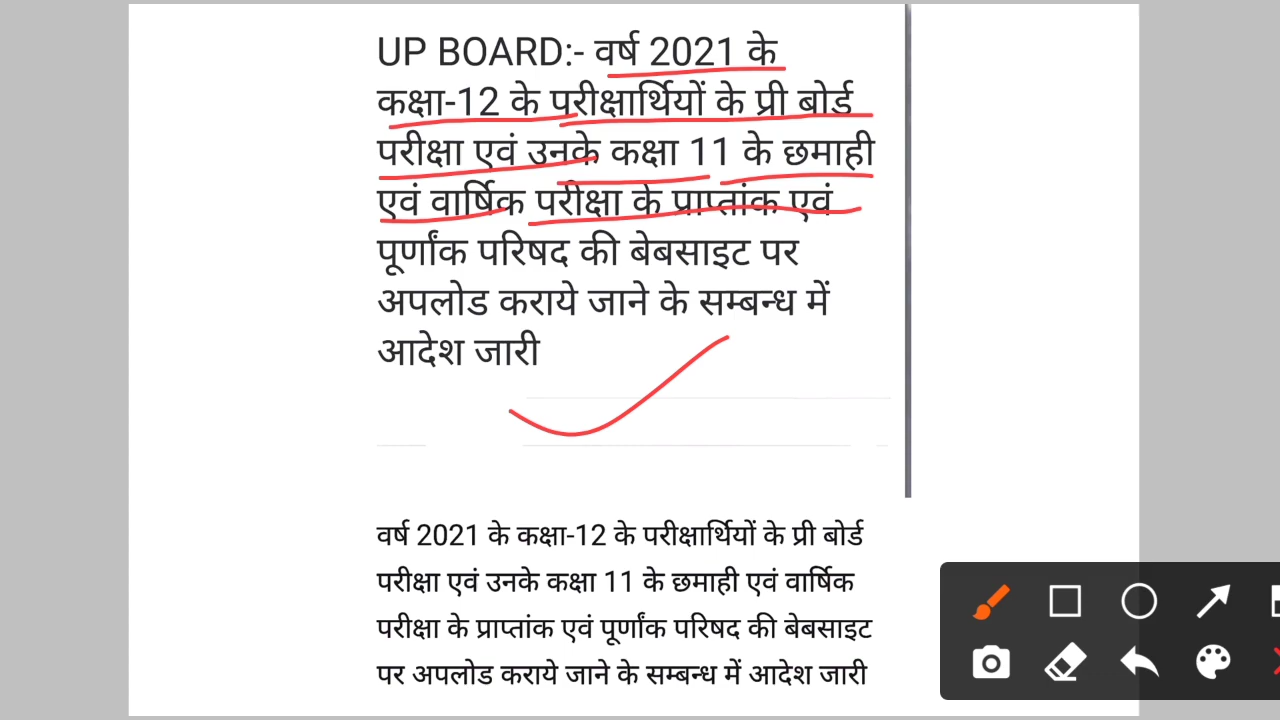 UP BOARD:- वर्ष 2021 के
कक्षा-12 के परीक्षार्थियों के प्री बोर्ड
परीक्षा एवं उनके कक्षा 11 के छमाही
एवं वार्षिक परीक्षा के प्राप्तांक एवं
पूर्णांक परिषद की बेबसाइट पर
अपलोड कराये जाने के सम्बन्ध में
आदेश जारी
वर्ष 2021 के कक्षा-12 के परीक्षार्थियों के प्री बोर्ड
परीक्षा एवं उनके कक्षा 11 के छमाही एवं वार्षिक
परीक्षा के प्राप्तांक एवं पूर्णांक परिषद की बेबसाइट
पर अपलोड कराये जाने के सम्बन्ध में आदेश जारी